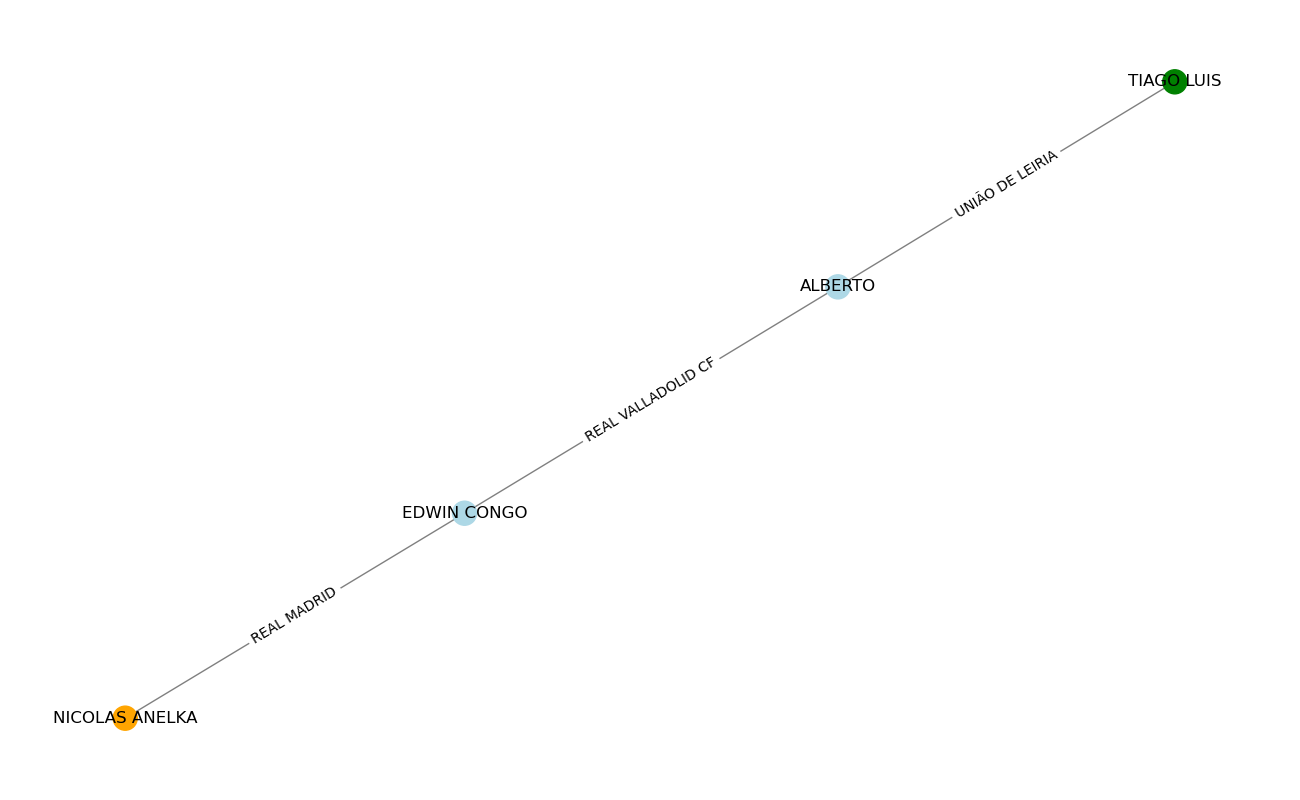 TIAGO LUIS
UNIÃO DE LEIRIA
ALBERTO
REAL VALLADOLID CF
EDWIN CONGO
REAL MADRID
NICOLAS ANELKA